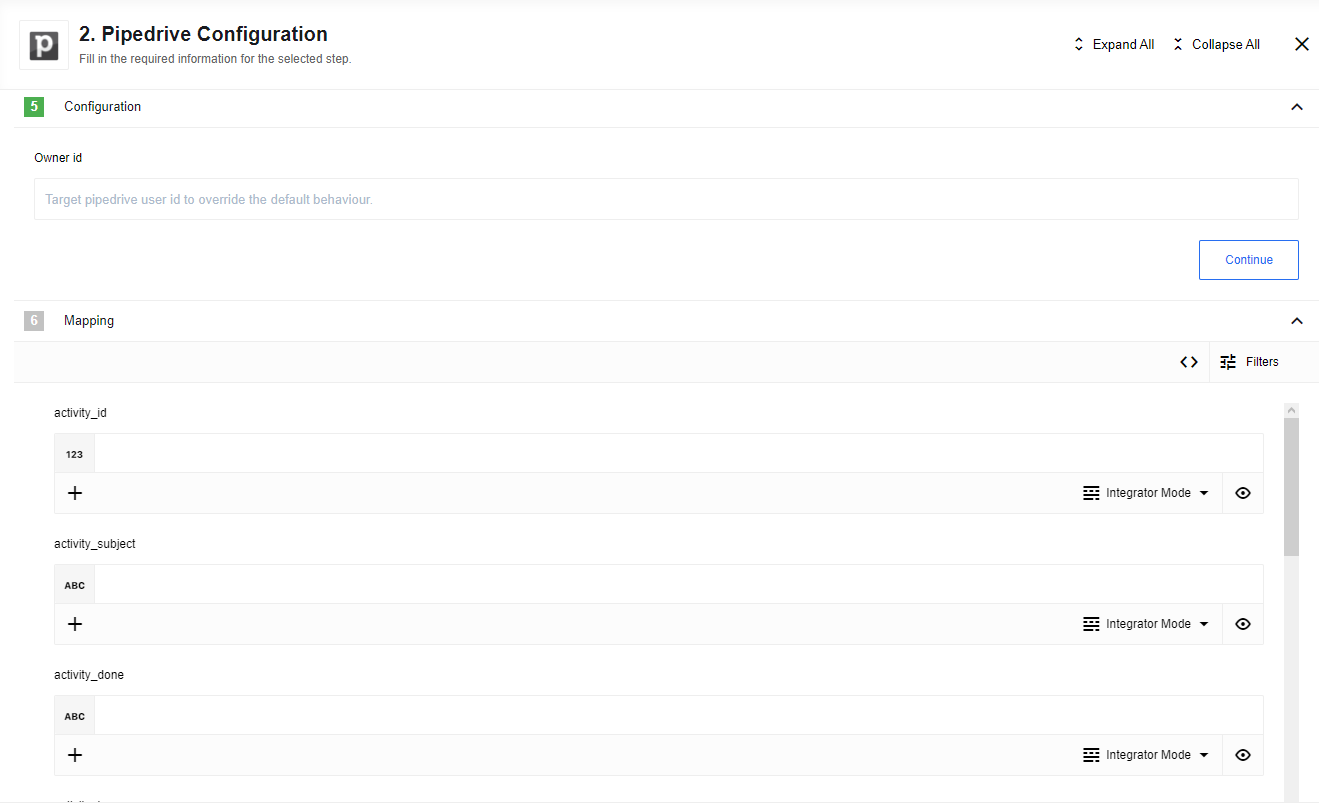 p
2. Pipedrive Configuration
Fill in the required information for the selected step.
Expand All
Collapse All
5
Configuration
Owner id
Target pipedrive user id to override the default behaviour.
Continue
6
Mapping
Filters
activity_id
123
Integrator Mode
activity_subject
ABC
Integrator Mode
activity_done
ABC
Integrator Mode